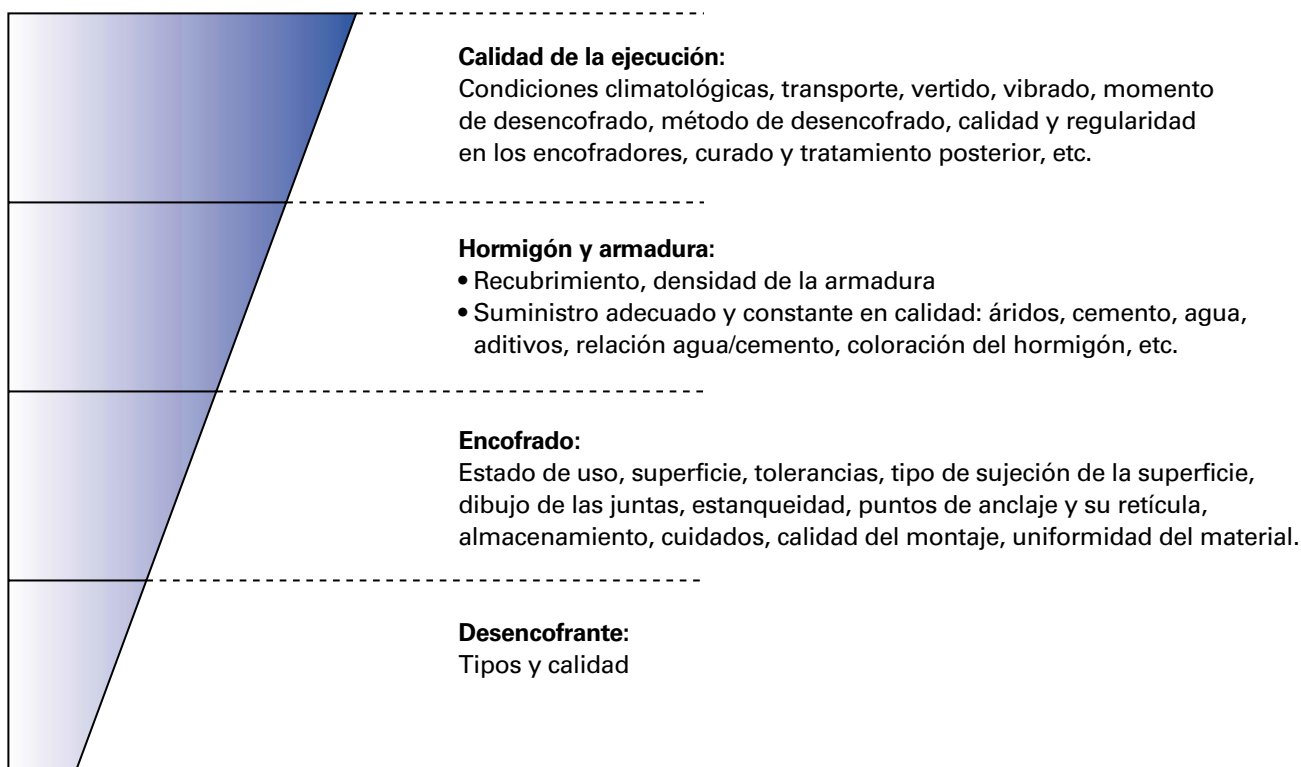 Calidad de la ejecución:
Condiciones climatológicas, transporte, vertido, vibrado, momento
de desencofrado, método de desencofrado, calidad y regularidad
en los encofradores, curado y tratamiento posterior, etc.
Hormigón y armadura:
• Recubrimiento, densidad de la armadura
• Suministro adecuado y constante en calidad: áridos, cemento, agua,
aditivos, relación agua/cemento, coloración del hormigón, etc.
Encofrado:
Estado de uso, superficie, tolerancias, tipo de sujeción de la superficie,
dibujo de las juntas, estanqueidad, puntos de anclaje y su retícula,
almacenamiento, cuidados, calidad del montaje, uniformidad del material.
Desencofrante:
Tipos y calidad